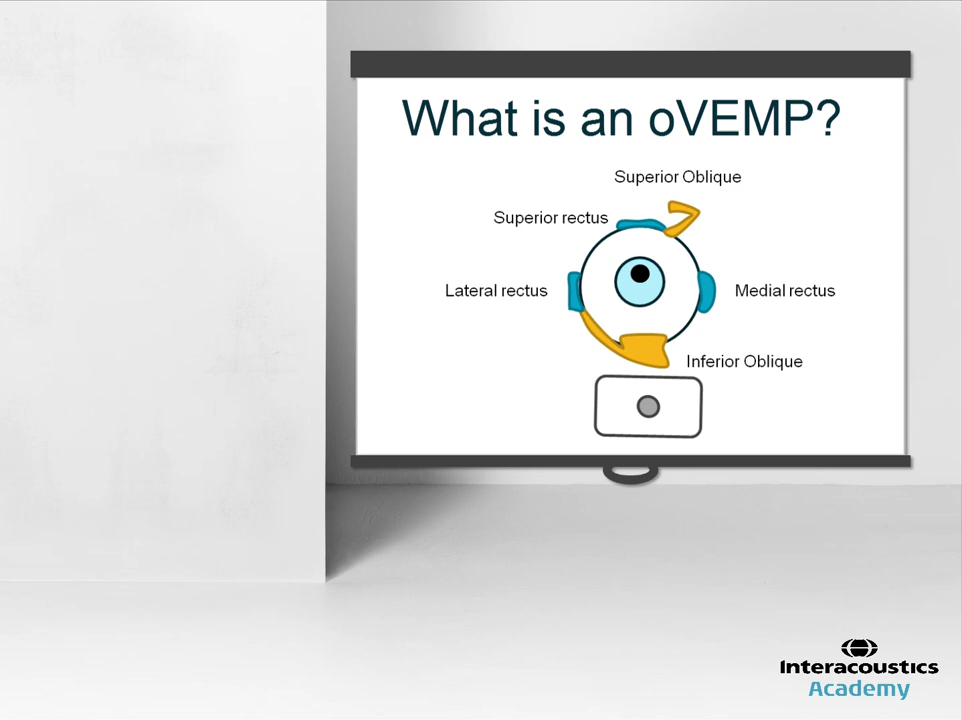 What is an oVEMP?
Superior Oblique
Superior rectus
Lateral rectus
Medial rectus
Inferior Oblique
Interacoustics
Academy